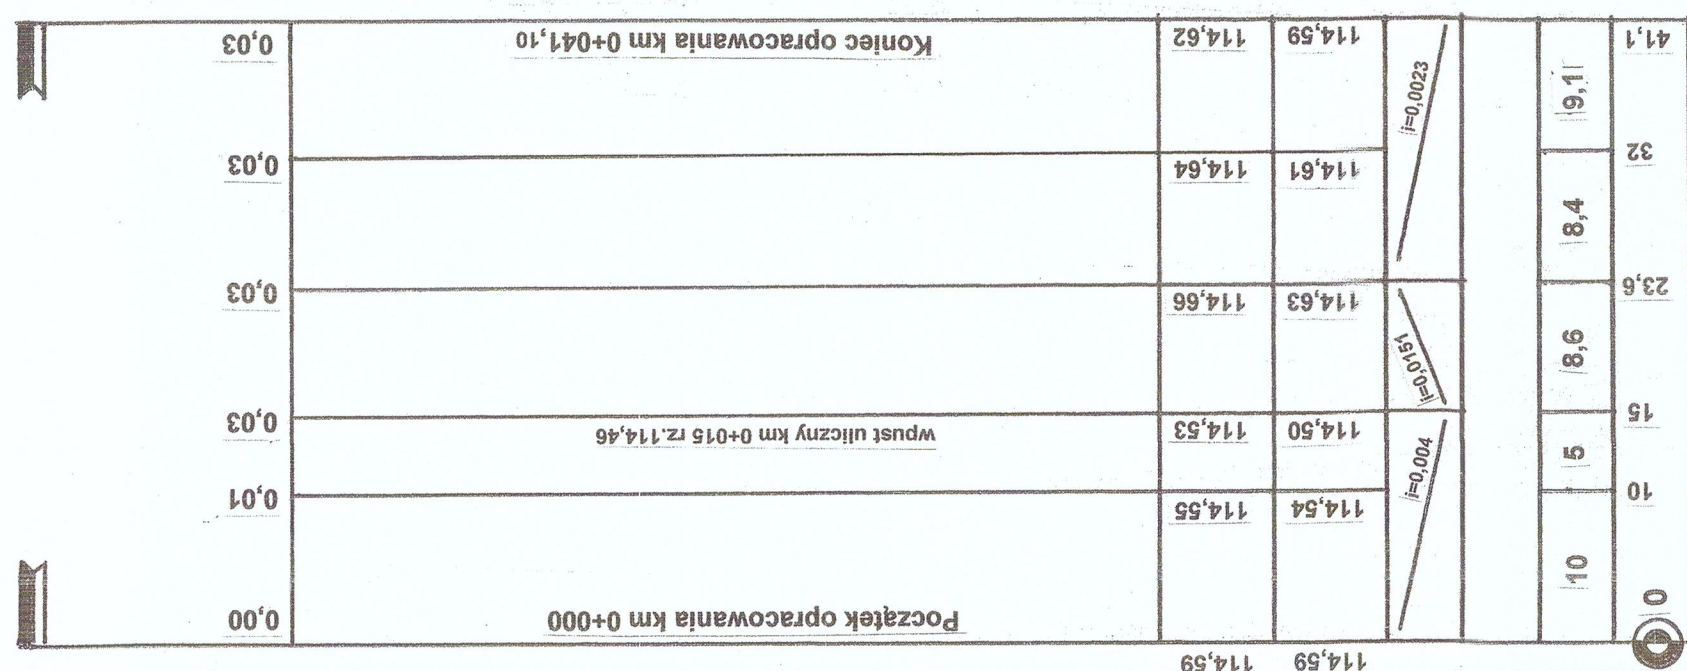 114,59 114,59
0 Początek opracowania km 0+000 0,00
10
10 114,54 114,55 0,01
i=0,004
5
15 114,50 114,53 wpust uliczny km 0+015 rz.114,46 0,03
i=0,0151
8,6
23,6 114,63 114,66 0,03
8,4
32 114,61 114,64 0,03
i=0,0023
9,1
41,1 114,59 114,62 Koniec opracowania km 0+041,10 0,03